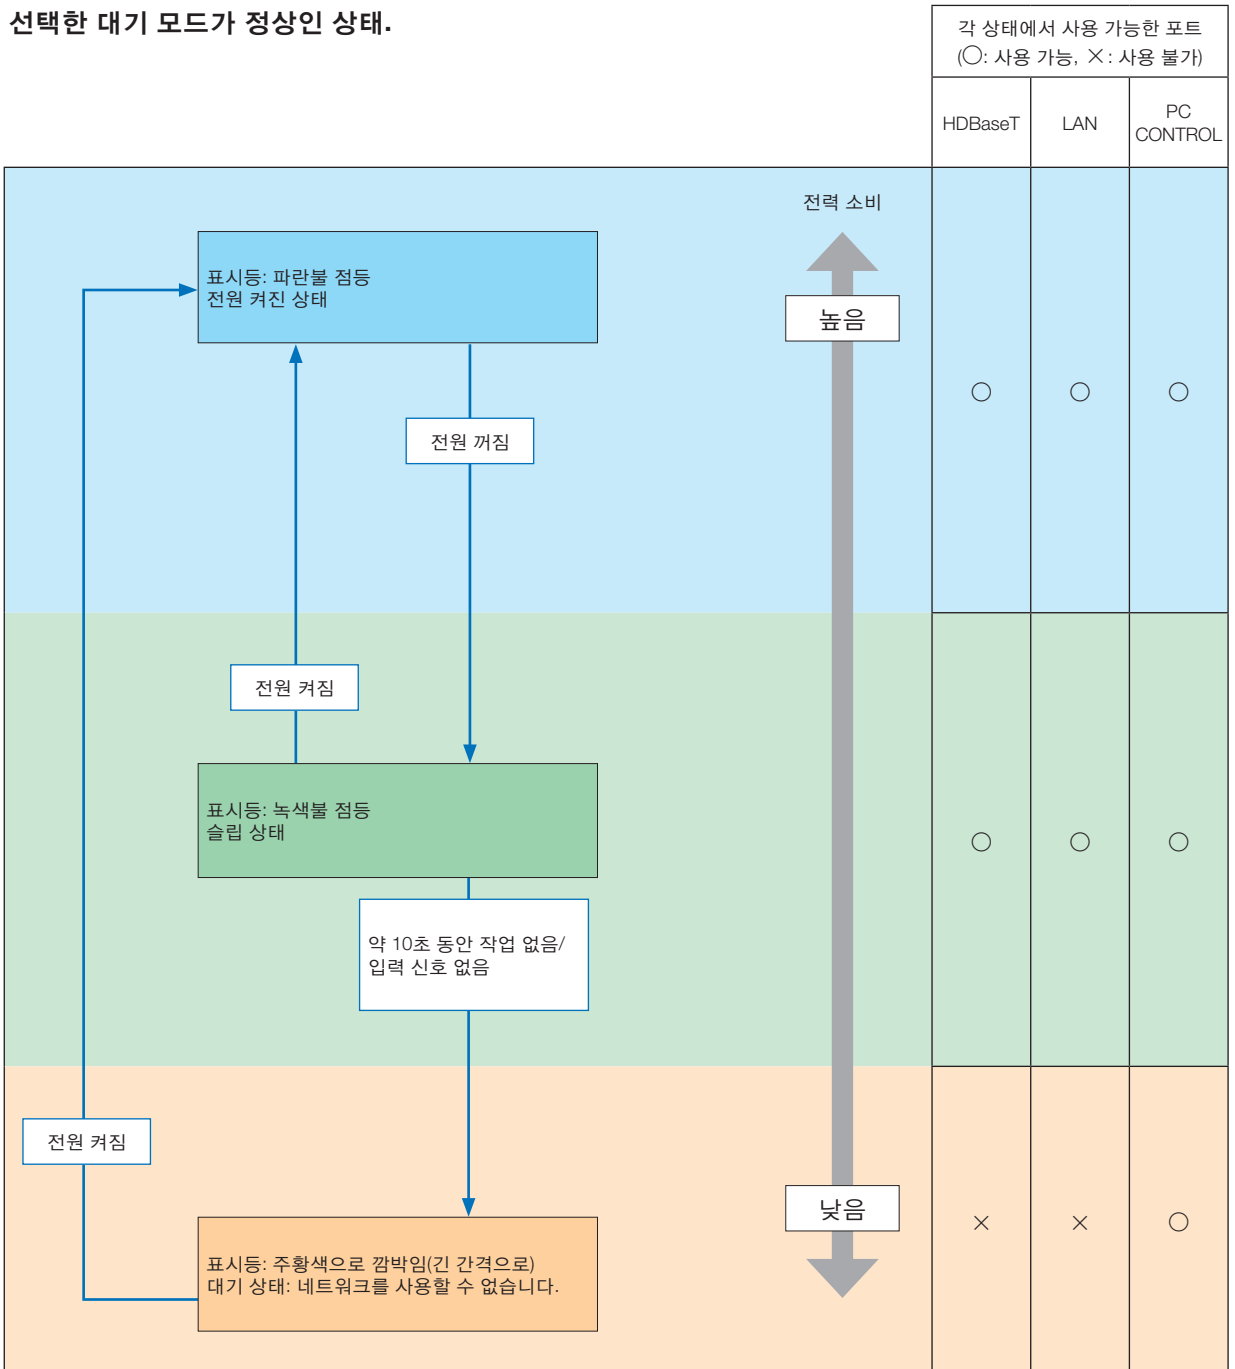 선택한 대기 모드가 정상인 상태.
각 상태에서 사용 가능한 포트
(○: 사용 가능, ×: 사용 불가)
HDBaseT
LAN
PC
CONTROL
전력 소비
표시등: 파란불 점등
전원 켜진 상태
높음
○
○
○
전원 꺼짐
전원 켜짐
표시등: 녹색불 점등
슬립 상태
○
○
○
약 10초 동안 작업 없음/
입력 신호 없음
전원 켜짐
낮음
×
×
○
표시등: 주황색으로 깜박임(긴 간격으로)
대기 상태: 네트워크를 사용할 수 없습니다.